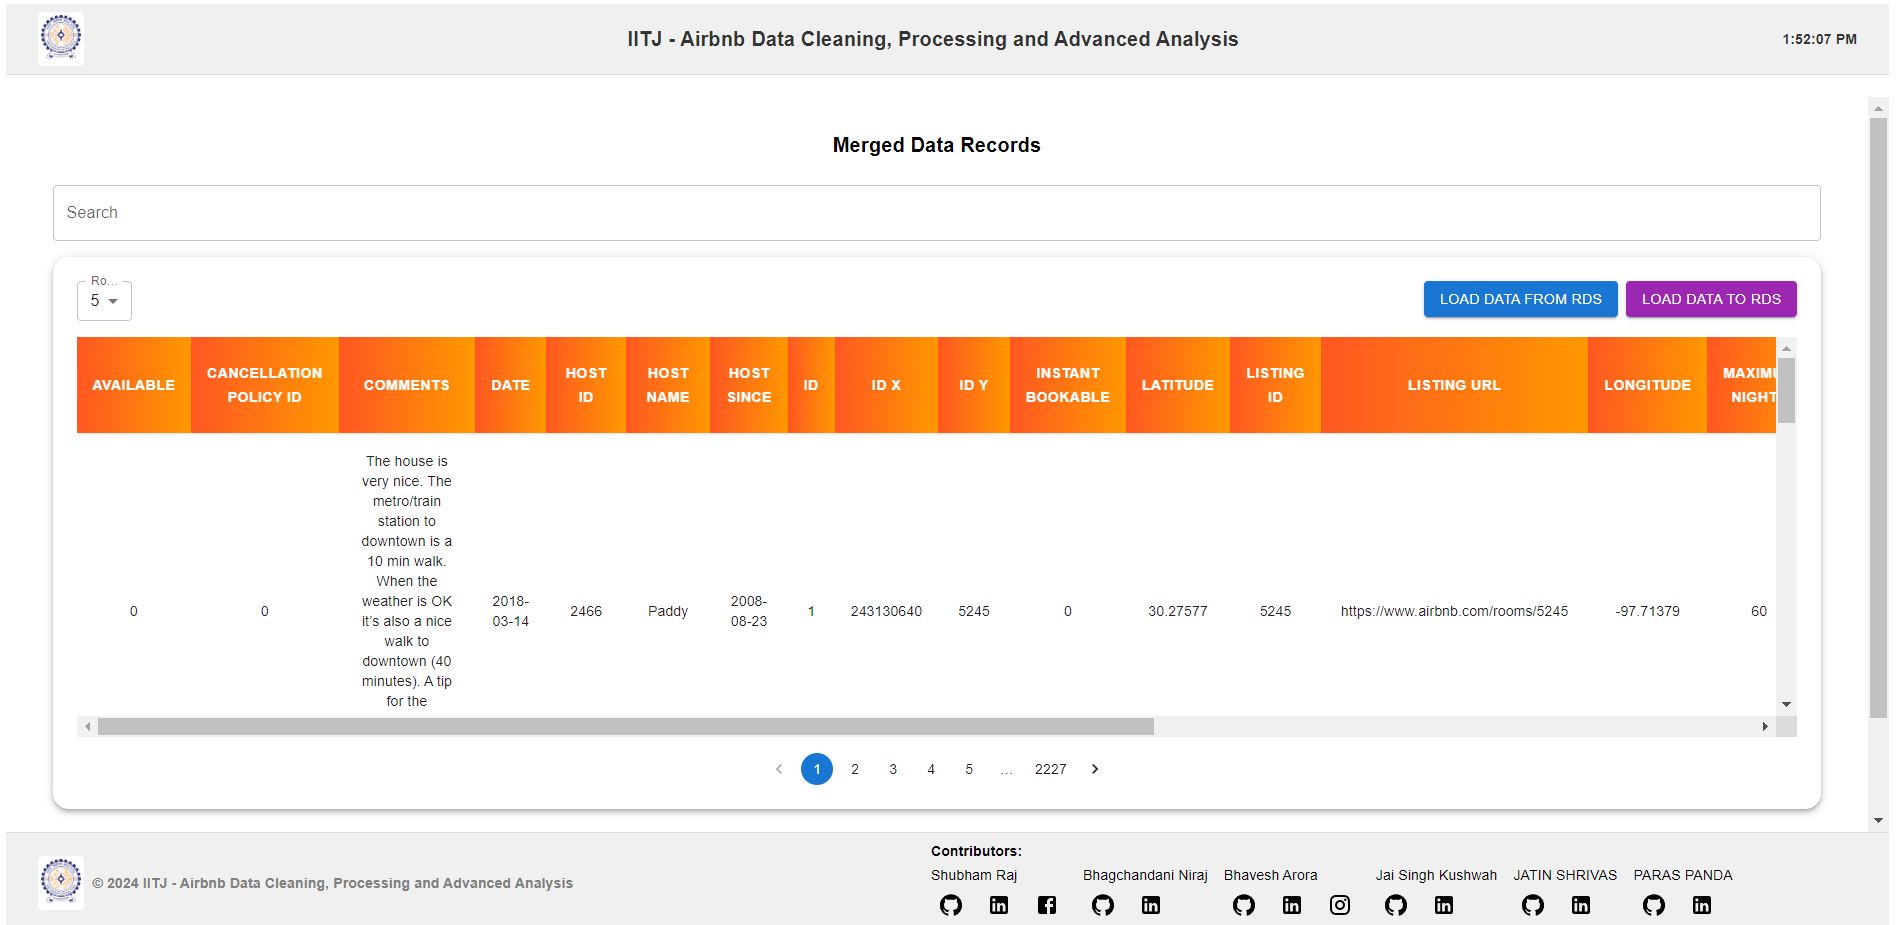 IITJ - Airbnb Data Cleaning, Processing and Advanced Analysis
1:52:07 PM
Merged Data Records
Search
Ro...
5
LOAD DATA FROM RDS
LOAD DATA TO RDS
AVAILABLE
CANCELLATION
POLICY ID
COMMENTS
DATE
HOST
ID
HOST
NAME
HOST
SINCE
ID
ID X
ID Y
INSTANT
BOOKABLE
LATITUDE
LISTING
ID
LISTING URL
LONGITUDE
MAXIMU
NIGHT
0
0
The house is
very nice. The
metro/train
station to
downtown is a
10 min walk.
When the
weather is OK
it's also a nice
walk to
downtown (40
minutes). A tip
for the
2018-
03-14
2466
Paddy
2008-
08-23
1
243130640
5245
0
30.27577
5245
https://www.airbnb.com/rooms/5245
-97.71379
60
1 2 3 4 5 ... 2227
© 2024 IITJ - Airbnb Data Cleaning, Processing and Advanced Analysis
Contributors:
Shubham Raj
Bhagchandani Niraj
Bhavesh Arora
Jai Singh Kushwah
JATIN SHRIVAS
PARAS PANDA